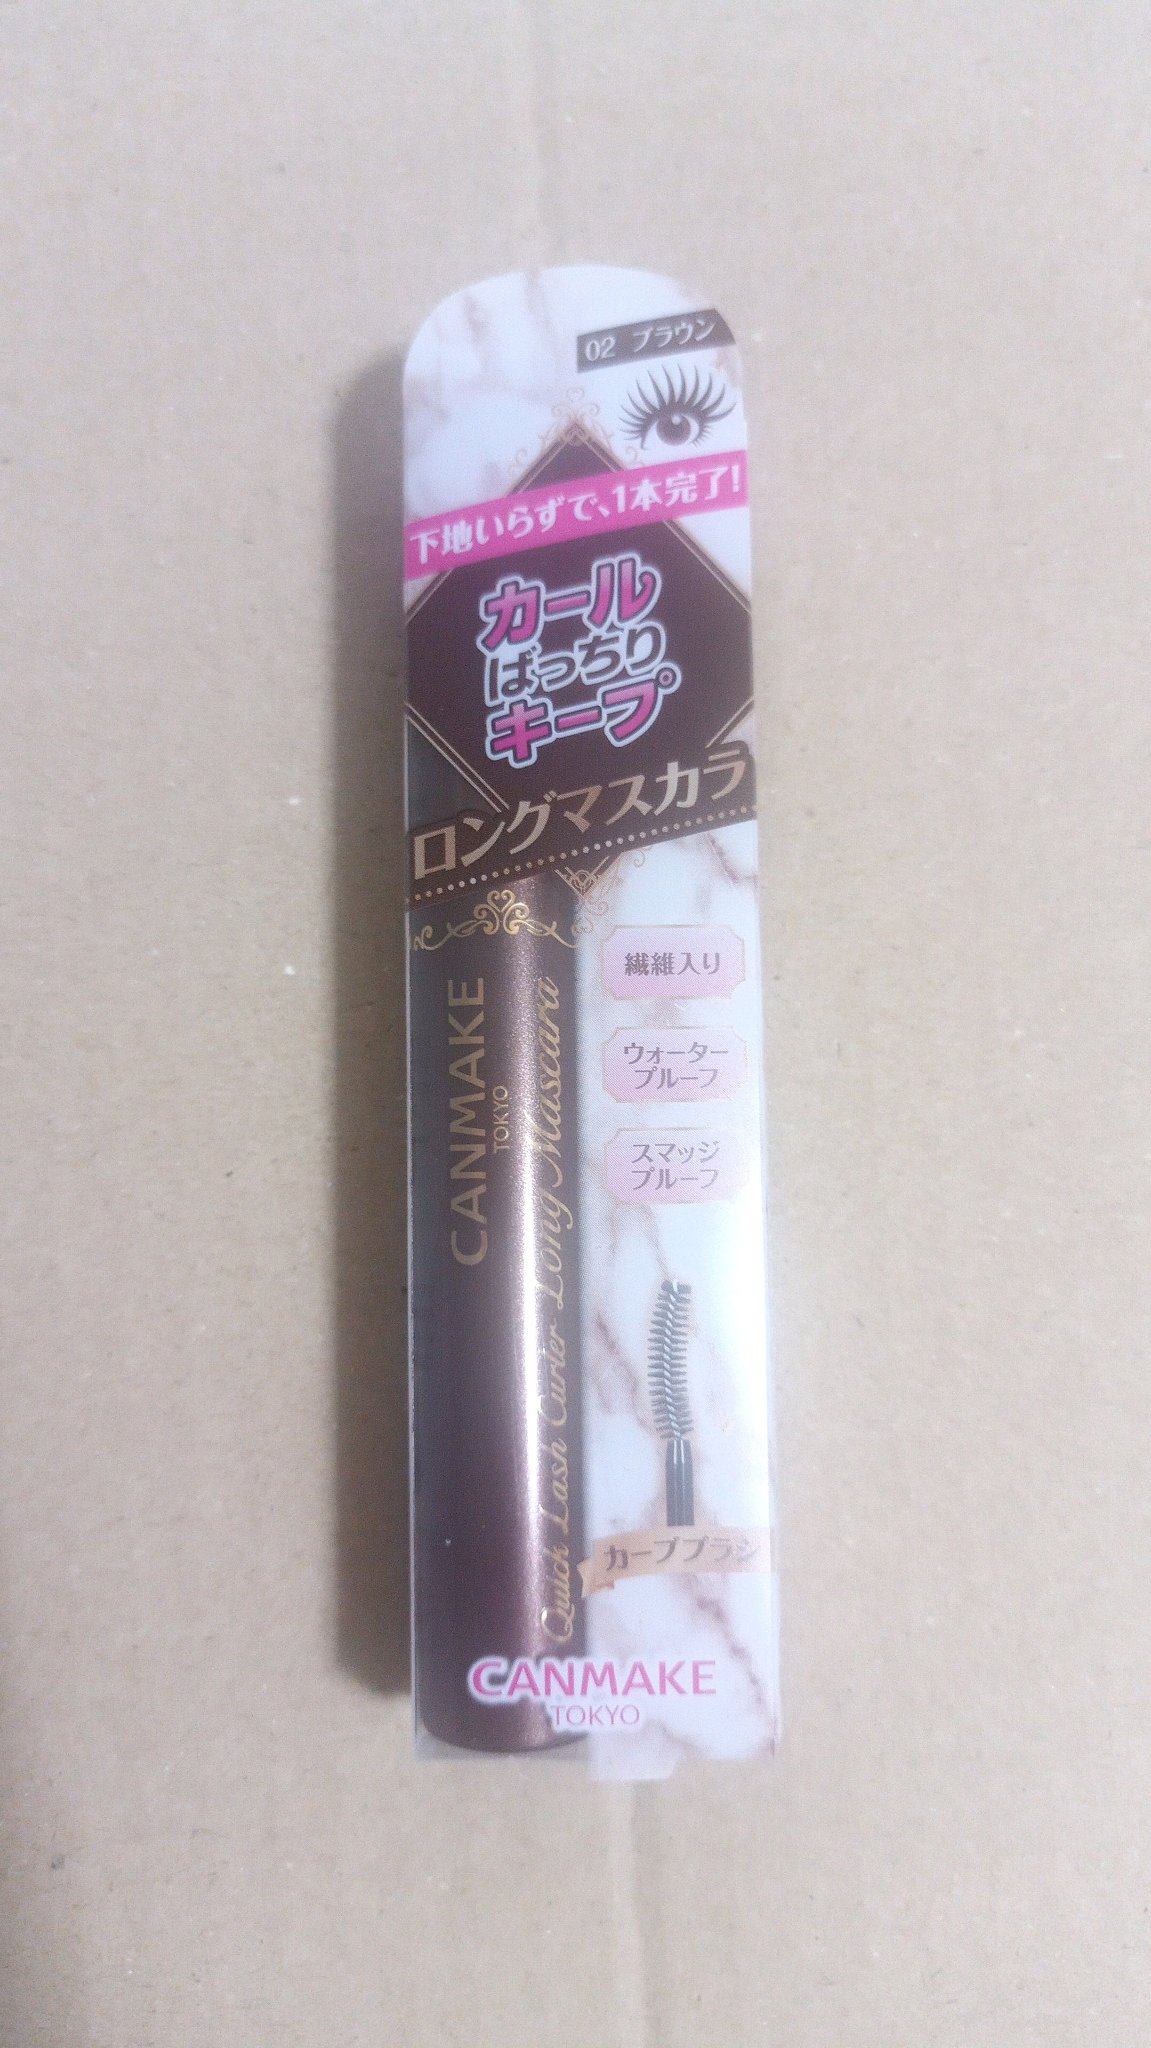 02 ブラウン
下地いらずで、1本完了!
カール
ばっちり
キープ
ロングマスカラ
CANMAKE
TOKYO
Quick Lash Curler Long Mascara
繊維入り
ウォーター
プルーフ
スマッジ
プルーフ
カーブブラシ
CANMAKE
TOKYO